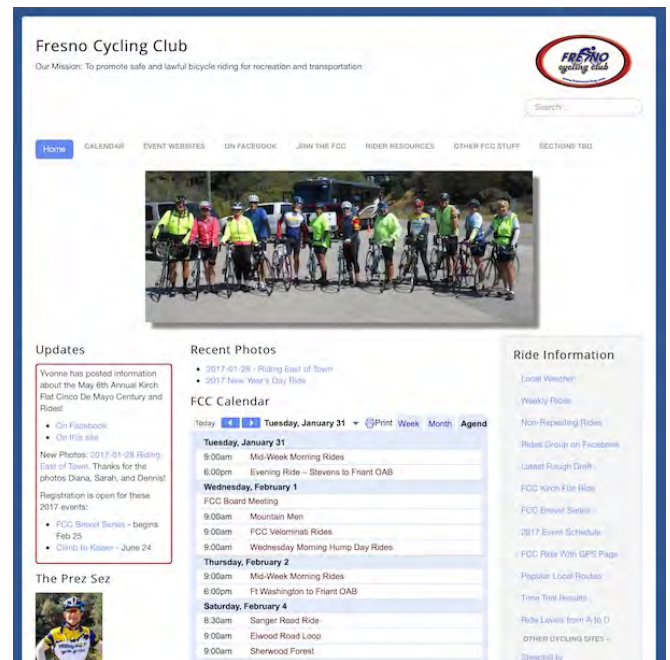 Fresno Cycling Club
Our Mission: To promote safe and lawful bicycle riding for recreation and transportation
FRESNO
cycling club
Search ...
Home
CALENDAR
EVENT WEBSITES
ON FACEBOOK
JOIN THE FCC
RIDER RESOURCES
OTHER FCC STUFF
SECTIONS TBD
Updates
Yvonne has posted information
about the May 6th Annual Kirch
Flat Cinco De Mayo Century and
Rides!
On Facebook
On this site
New Photos: 2017-01-28 Riding
East of Town. Thanks for the
photos Diana, Sarah, and Dennis!
Registration is open for these
2017 events:
FCC Brevet Series - begins
Feb 25
Climb to Kaiser - June 24
The Prez Sez
Recent Photos
2017-01-28 - Riding East of Town
2017 New Year's Day Ride
FCC Calendar
Today Tuesday, January 31 Print Week Month Agend
Tuesday, January 31
9:00am Mid-Week Morning Rides
6:00pm Evening Ride – Stevens to Friant OAB
Wednesday, February 1
FCC Board Meeting
9:00am Mountain Men
9:00am FCC Velominati Rides
9:00am Wednesday Morning Hump Day Rides
Thursday, February 2
9:00am Mid-Week Morning Rides
6:00pm Ft Washington to Friant OAB
Saturday, February 4
8:30am Sanger Road Ride
9:00am Elwood Road Loop
9:00am Sherwood Forest
Ride Information
Local Weather
Weekly Rides
Non-Repeating Rides
Rides Group on Facebook
Latest Rough Draft
FCC Kirch Flat Ride
FCC Brevet Series
2017 Event Schedule
FCC Ride With GPS Page
Popular Local Routes
Time Trial Results
Ride Levels from A to D
OTHER CYCLING SITES -